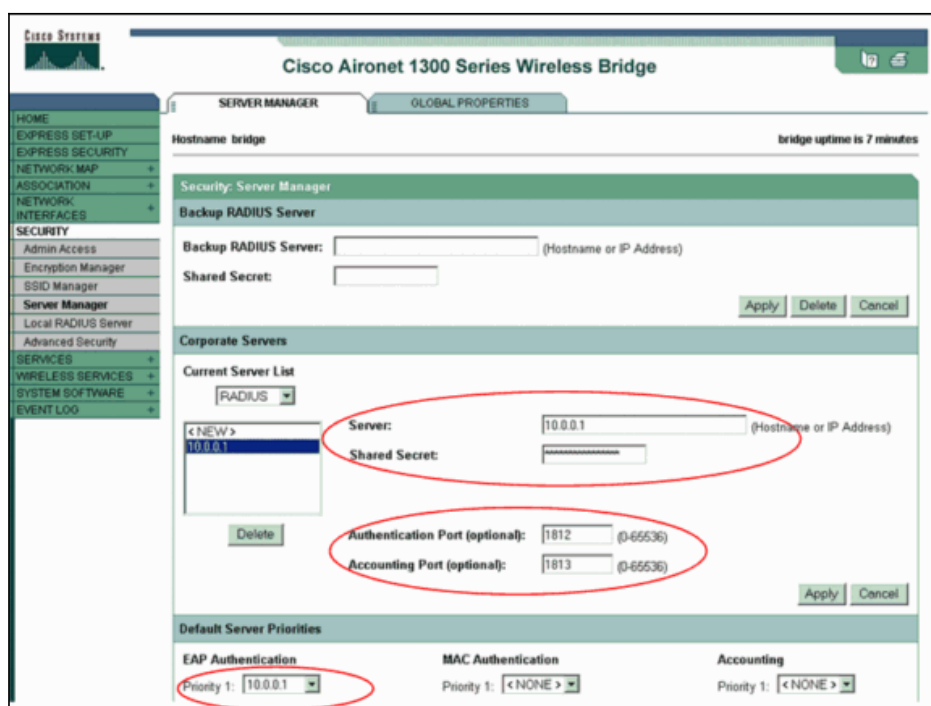 CISCO SYSTEMS
Cisco Aironet 1300 Series Wireless Bridge
SERVER MANAGER
GLOBAL PROPERTIES
HOME
EXPRESS SET-UP
EXPRESS SECURITY
NETWORK MAP +
ASSOCIATION +
NETWORK
INTERFACES +
SECURITY
Admin Access
Encryption Manager
SSID Manager
Server Manager
Local RADIUS Server
Advanced Security
SERVICES +
WIRELESS SERVICES +
SYSTEM SOFTWARE +
EVENT LOG +
Hostname bridge
bridge uptime is 7 minutes
Security: Server Manager
Backup RADIUS Server
Backup RADIUS Server: (Hostname or IP Address)
Shared Secret:
Apply Delete Cancel
Corporate Servers
Current Server List
RADIUS
<NEW>
10.0.0.1
Delete
Server: 10.0.0.1 (Hostname or IP Address)
Shared Secret:
Authentication Port (optional): 1812 (0-65536)
Accounting Port (optional): 1813 (0-65536)
Apply Cancel
Default Server Priorities
EAP Authentication
Priority 1: 10.0.0.1
MAC Authentication
Priority 1: <NONE>
Accounting
Priority 1: <NONE>